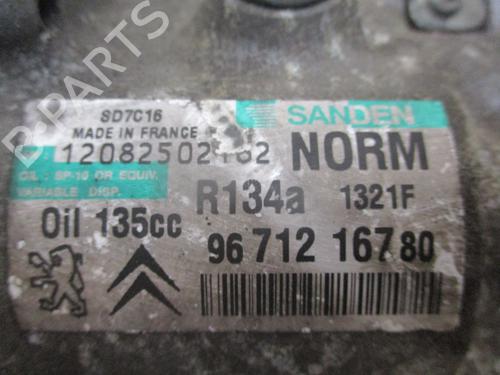 B-PARTS
SD7C16
MADE IN FRANCE
SANDEN
12082502162
NORM
OIL : SP-10 OR EQUIV.
VARIABLE DISP.
R134a 1321F
Oil 135cc
96 712 167 80